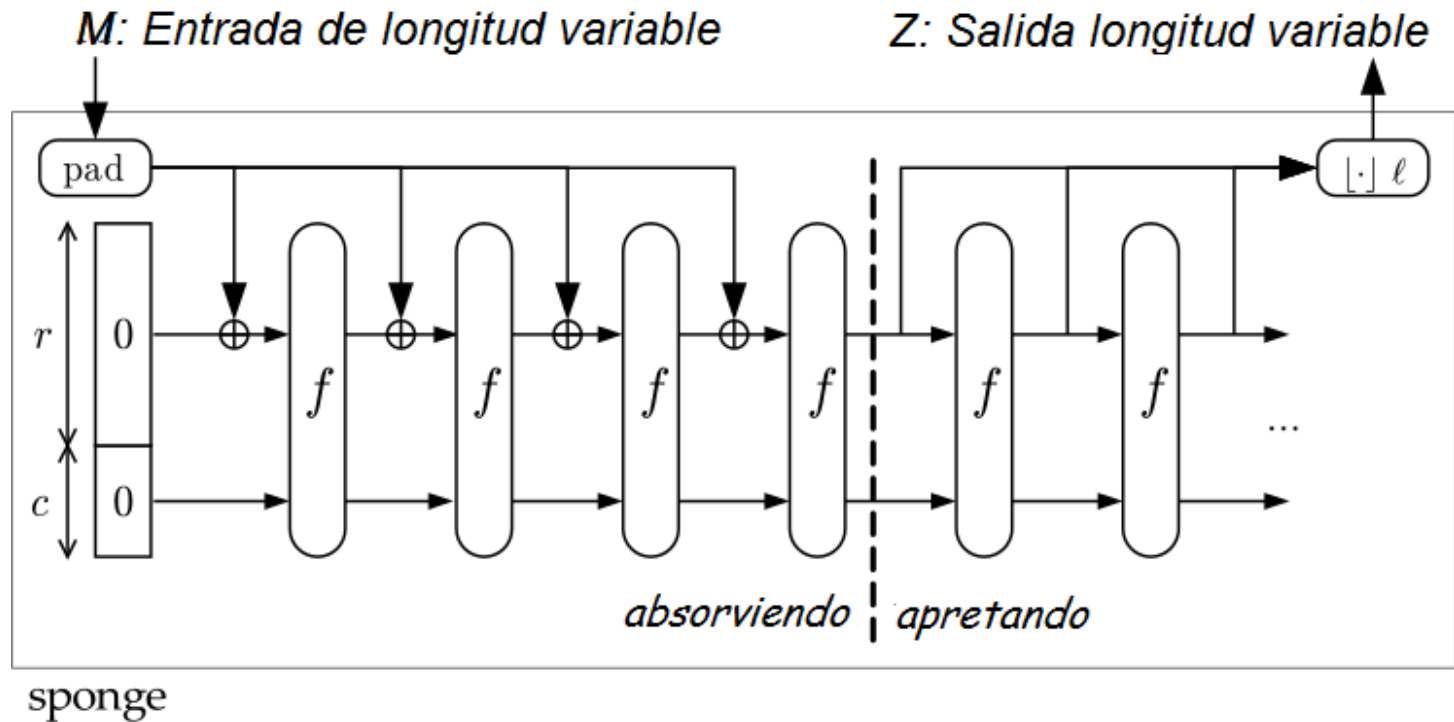 M: Entrada de longitud variable
Z: Salida longitud variable
pad
⌊·⌋ ℓ
r
0
f
f
f
f
f
f
...
c
0
absorviendo
apretando
sponge